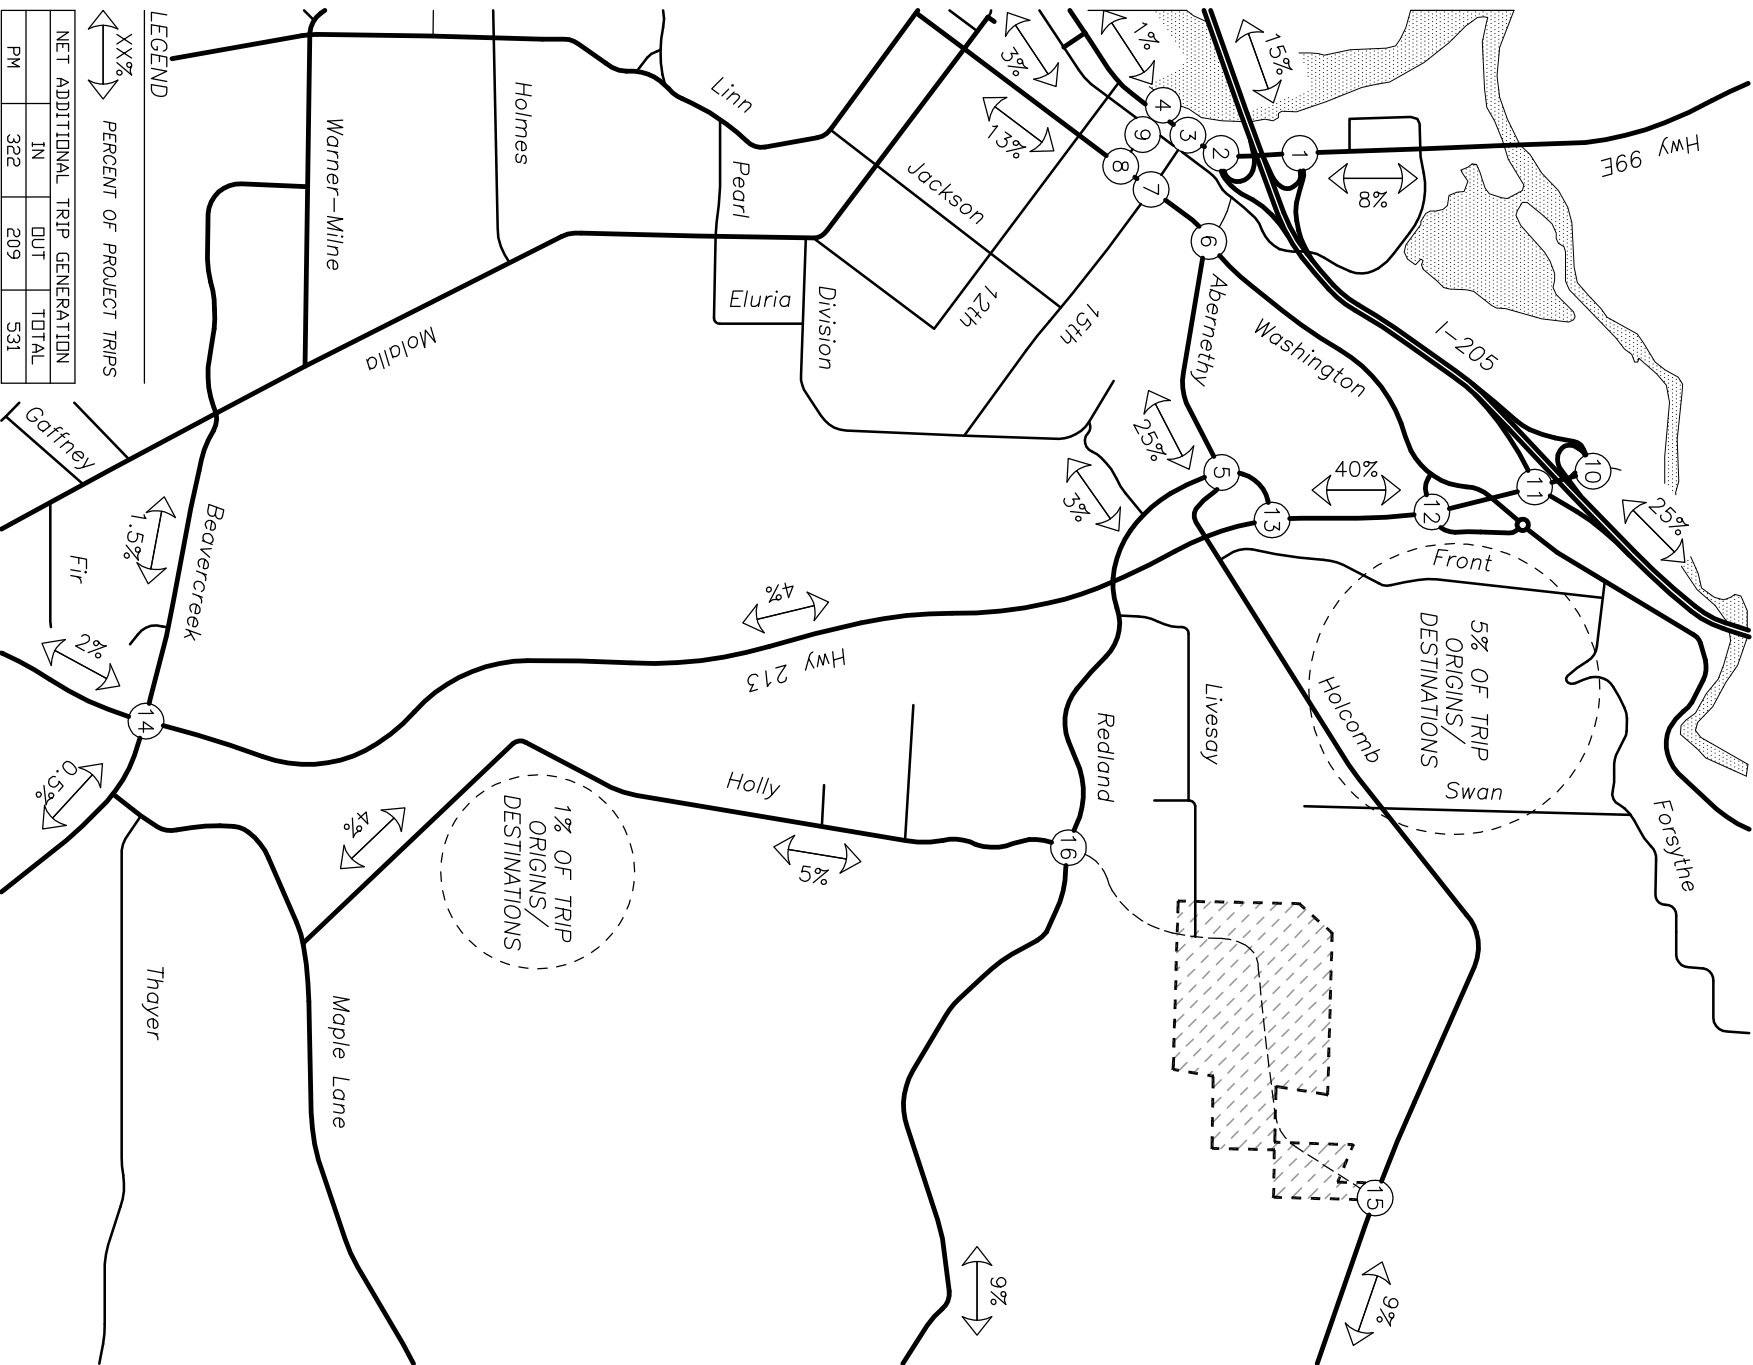 LEGEND
XX%
PERCENT OF PROJECT TRIPS
NET ADDITIONAL TRIP GENERATION
IN OUT TOTAL
PM 322 209 531
Warner-Milne
Holmes
Linn
Pearl
Eluria
Division
Jackson
12th
15th
Molalla
Gaffney
Fir
Beavercreek
1.5%
2%
0.5%
14
3%
13%
1%
15%
4
3
9
2
1
8
7
6
8%
Hwy 99E
Abernethy
Washington
I-205
25%
3%
40%
25%
5
13
12
11
10
Front
5% OF TRIP
ORIGINS/
DESTINATIONS
Holcomb
Swan
Forsythe
Livesay
Redland
Hwy 213
4%
4%
Holly
5%
16
1% OF TRIP
ORIGINS/
DESTINATIONS
Thayer
Maple Lane
15
9%
9%